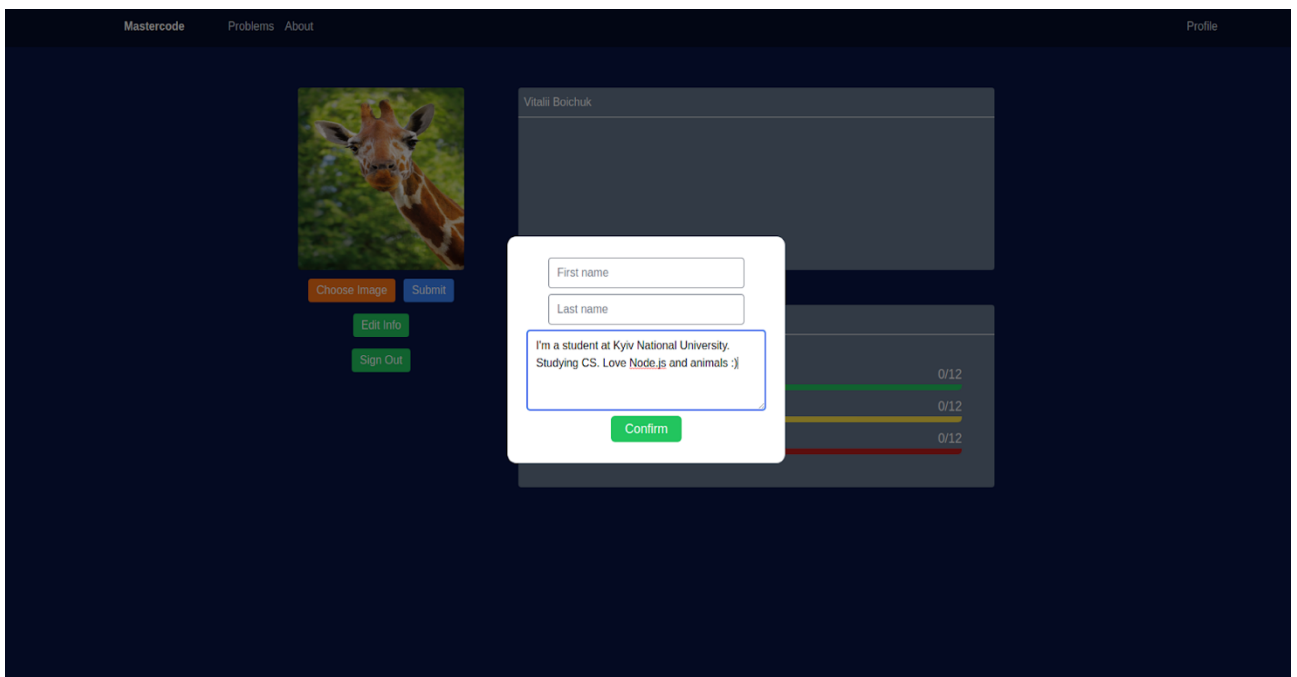 Mastercode
Problems
About
Profile
Vitalii Boichuk
Choose Image
Submit
Edit Info
Sign Out
First name
Last name
I'm a student at Kyiv National University.
Studying CS. Love Node.js and animals :)
Confirm
0/12
0/12
0/12